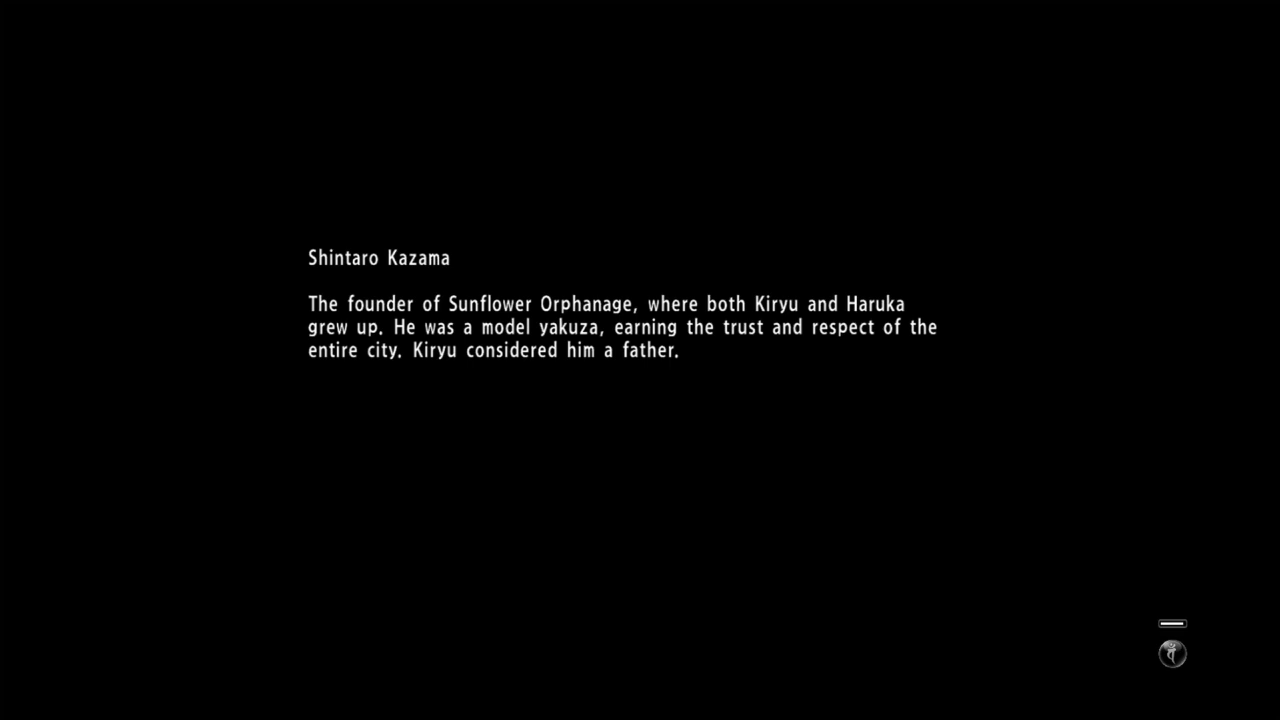 Shintaro Kazama
The founder of Sunflower Orphanage, where both Kiryu and Haruka
grew up. He was a model yakuza, earning the trust and respect of the
entire city. Kiryu considered him a father.